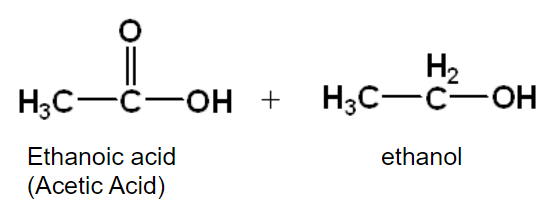 O
H₃C—C—OH + H₃C—C—OH
H₂
Ethanoic acid
(Acetic Acid)
ethanol